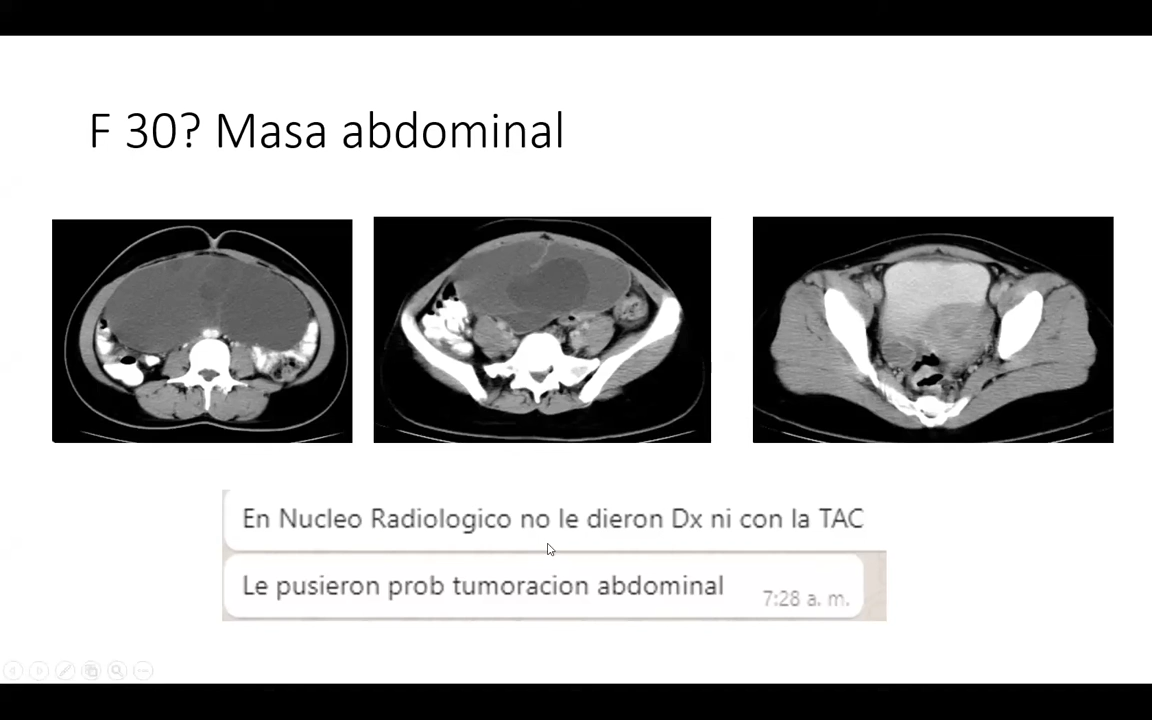 F 30? Masa abdominal
En Nucleo Radiologico no le dieron Dx ni con la TAC
Le pusieron prob tumoracion abdominal
7:28 a. m.